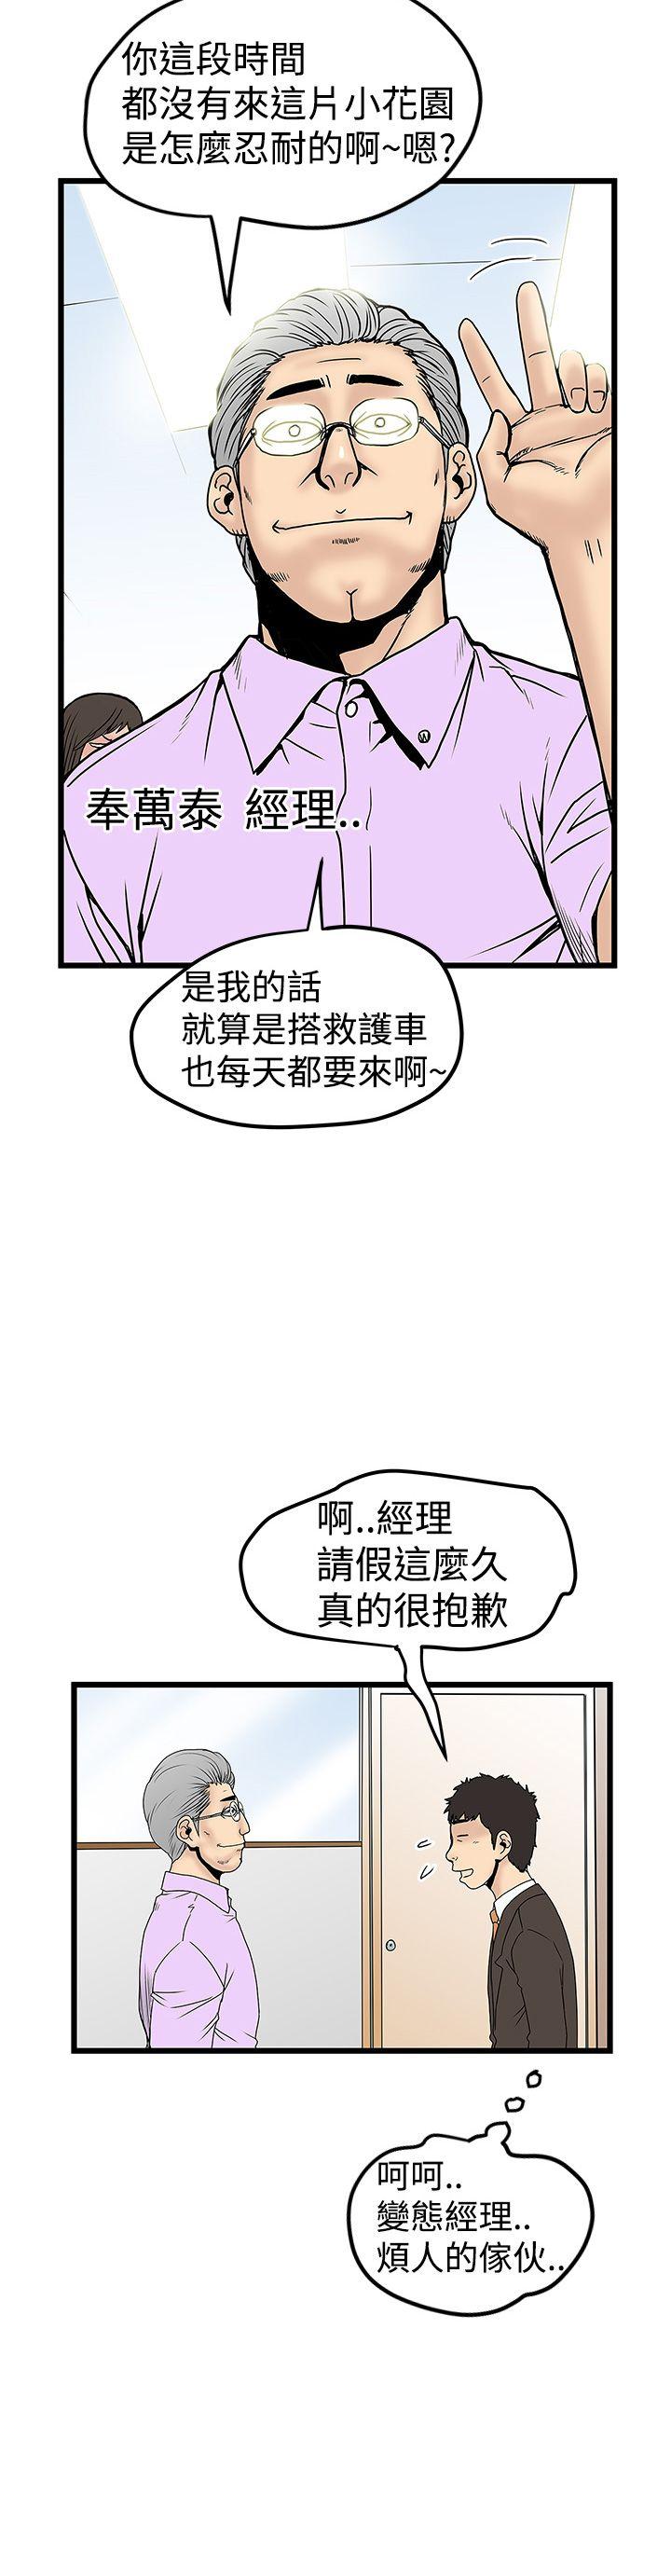 你這段時間
都沒有來這片小花園
是怎麼忍耐的啊~嗯?
奉萬泰 經理..
是我的話
就算是搭救護車
也每天都要來啊~
啊..經理
請假這麼久
真的很抱歉
呵呵..
變態經理..
煩人的傢伙..